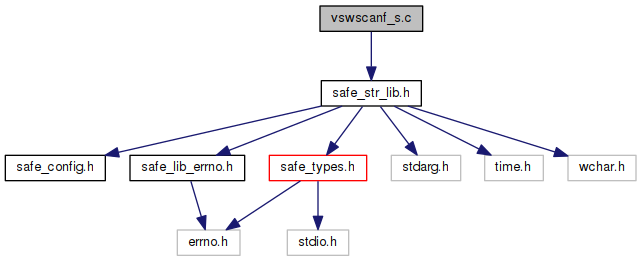 vswscanf_s.c
safe_str_lib.h
safe_config.h
safe_lib_errno.h
safe_types.h
stdarg.h
time.h
wchar.h
errno.h
stdio.h